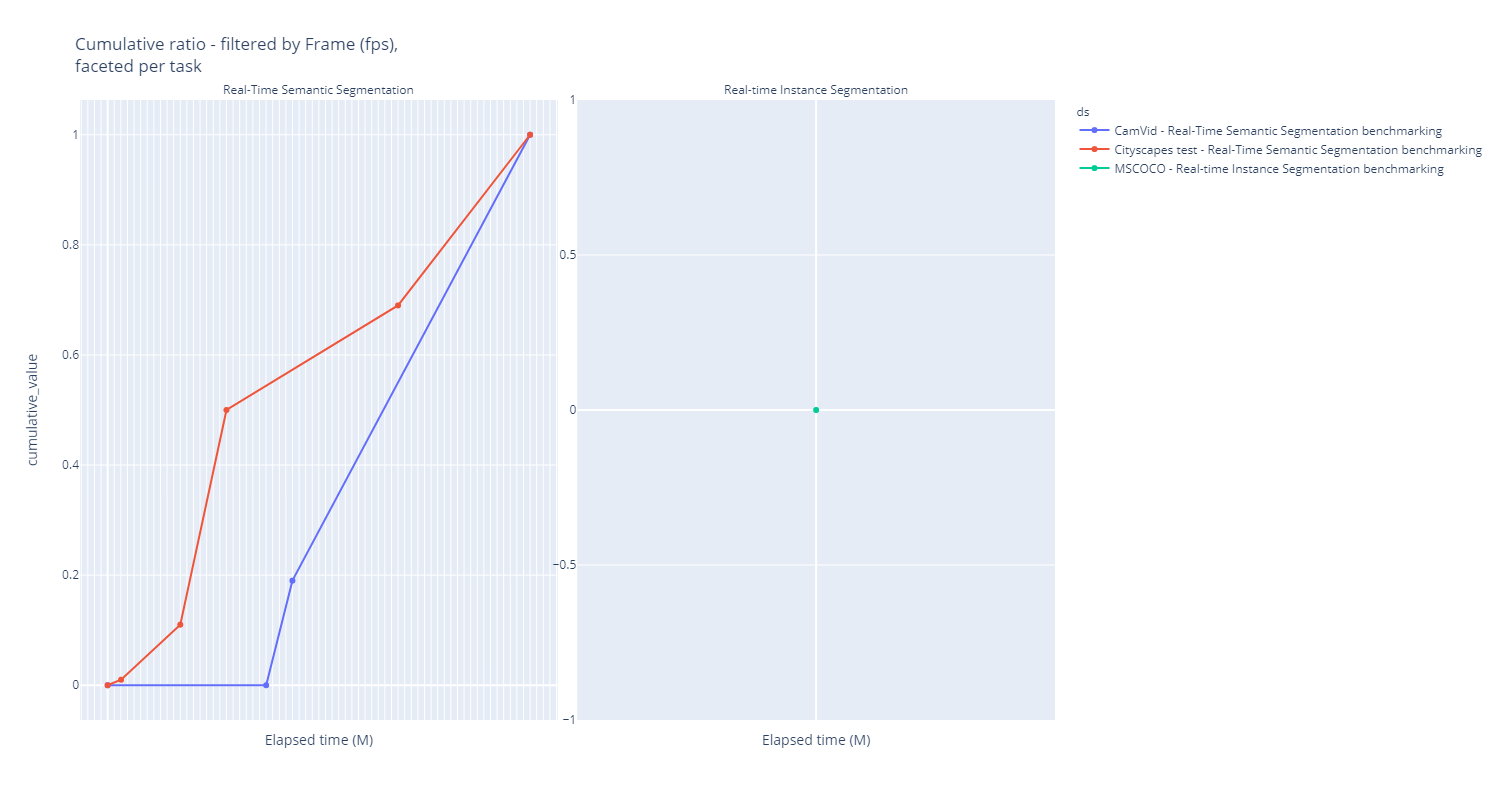 Cumulative ratio - filtered by Frame (fps),
faceted per task
Real-Time Semantic Segmentation
Real-time Instance Segmentation
ds
CamVid - Real-Time Semantic Segmentation benchmarking
Cityscapes test - Real-Time Semantic Segmentation benchmarking
MSCOCO - Real-time Instance Segmentation benchmarking
cumulative_value
1
0.8
0.6
0.4
0.2
0
1
0.5
0
−0.5
−1
Elapsed time (M)
Elapsed time (M)